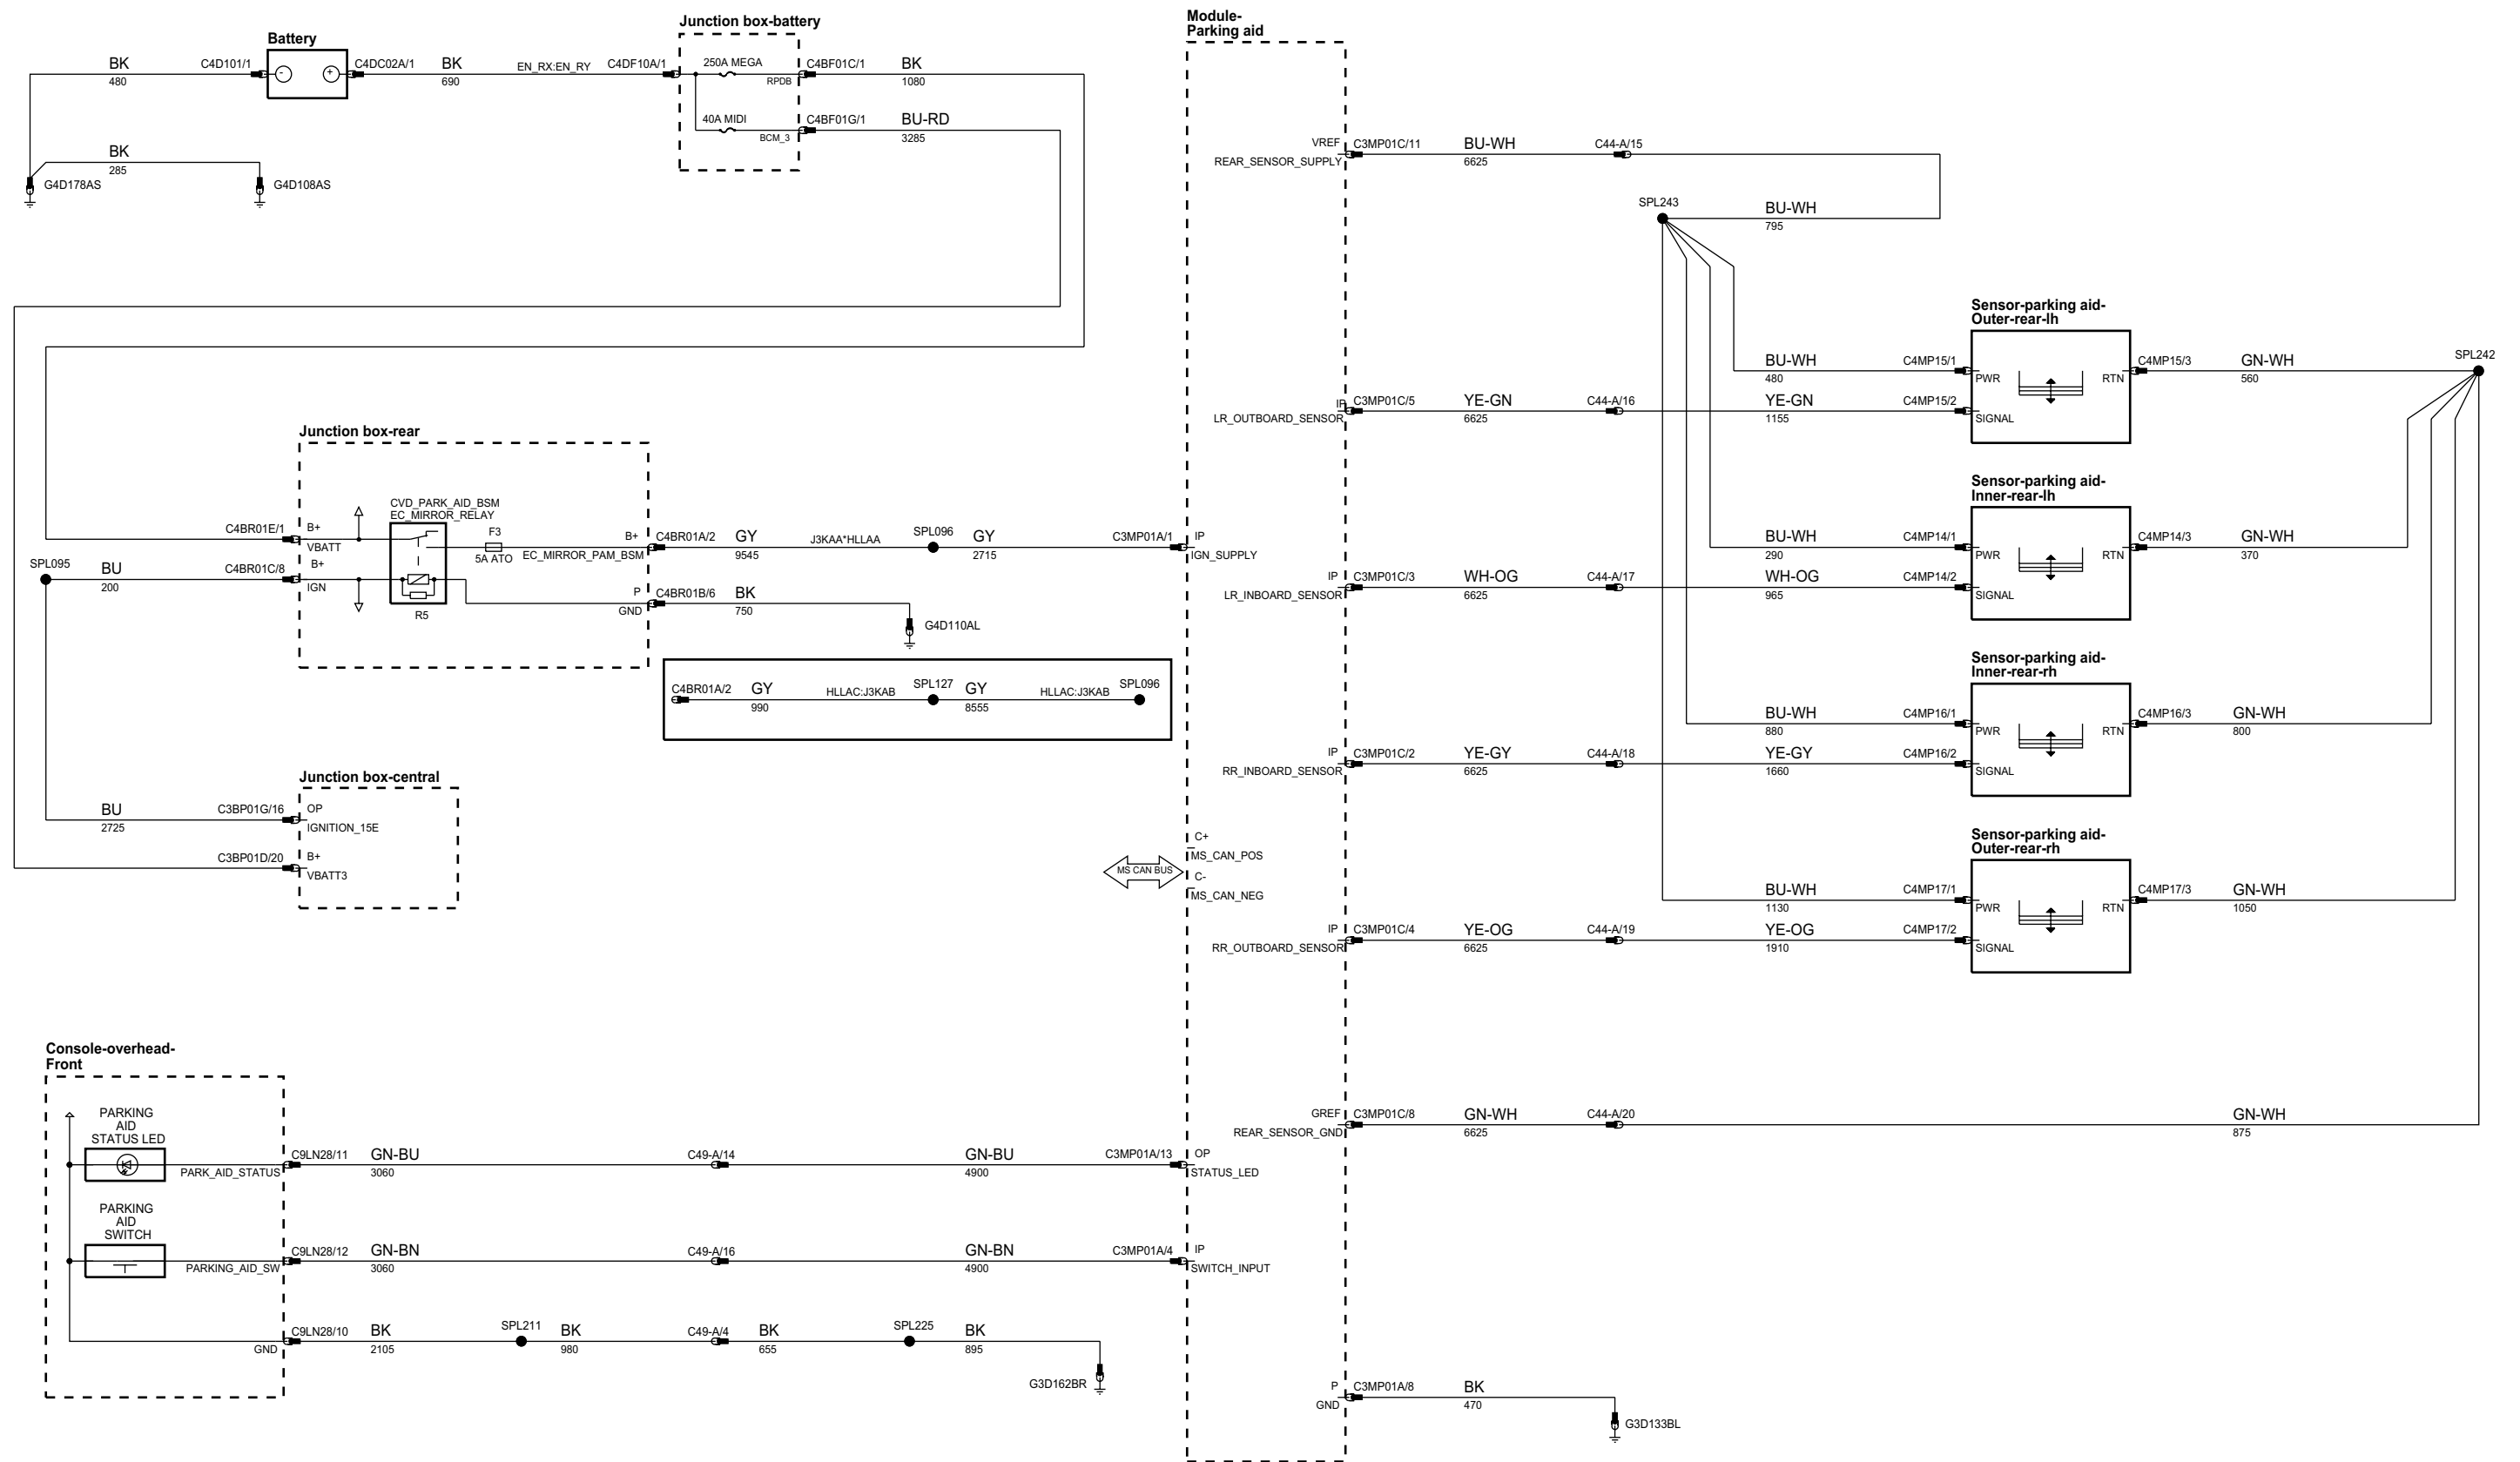 Battery
BK
480
C4D101/1
-
+
C4DC02A/1
BK
690
EN_RX:EN_RY
C4DF10A/1
BK
285
G4D178AS
G4D108AS
Junction box-battery
250A MEGA
RPDB
C4BF01C/1
BK
1080
40A MIDI
BCM_3
C4BF01G/1
BU-RD
3285
Junction box-rear
CVD_PARK_AID_BSM
EC_MIRROR_RELAY
F3
5A ATO
R5
C4BR01E/1
B+
VBATT
SPL095
BU
200
C4BR01C/8
B+
IGN
B+
EC_MIRROR_PAM_BSM
C4BR01A/2
GY
9545
J3KAA*HLLAA
SPL096
GY
2715
C3MP01A/1
P
GND
C4BR01B/6
BK
750
G4D110AL
C4BR01A/2
GY
990
HLLAC:J3KAB
SPL127
GY
8555
HLLAC:J3KAB
SPL096
Junction box-central
BU
2725
C3BP01G/16
OP
IGNITION_15E
C3BP01D/20
B+
VBATT3
Console-overhead-
Front
PARKING
AID
STATUS LED
PARK_AID_STATUS
C9LN28/11
GN-BU
3060
C49-A/14
GN-BU
4900
C3MP01A/13
PARKING
AID
SWITCH
PARKING_AID_SW
C9LN28/12
GN-BN
3060
C49-A/16
GN-BN
4900
C3MP01A/4
GND
C9LN28/10
BK
2105
SPL211
BK
980
C49-A/4
BK
655
SPL225
BK
895
G3D162BR
Module-
Parking aid
IP
IGN_SUPPLY
C+
MS_CAN_POS
MS CAN BUS
C-
MS_CAN_NEG
OP
STATUS_LED
IP
SWITCH_INPUT
VREF
REAR_SENSOR_SUPPLY
C3MP01C/11
BU-WH
6625
C44-A/15
SPL243
BU-WH
795
IP
LR_OUTBOARD_SENSOR
C3MP01C/5
YE-GN
6625
C44-A/16
YE-GN
1155
C4MP15/2
IP
LR_INBOARD_SENSOR
C3MP01C/3
WH-OG
6625
C44-A/17
WH-OG
965
C4MP14/2
IP
RR_INBOARD_SENSOR
C3MP01C/2
YE-GY
6625
C44-A/18
YE-GY
1660
C4MP16/2
IP
RR_OUTBOARD_SENSOR
C3MP01C/4
YE-OG
6625
C44-A/19
YE-OG
1910
C4MP17/2
GREF
REAR_SENSOR_GND
C3MP01C/8
GN-WH
6625
C44-A/20
GN-WH
875
P
GND
C3MP01A/8
BK
470
G3D133BL
Sensor-parking aid-
Outer-rear-lh
BU-WH
480
C4MP15/1
PWR
SIGNAL
RTN
C4MP15/3
GN-WH
560
SPL242
Sensor-parking aid-
Inner-rear-lh
BU-WH
290
C4MP14/1
PWR
SIGNAL
RTN
C4MP14/3
GN-WH
370
Sensor-parking aid-
Inner-rear-rh
BU-WH
880
C4MP16/1
PWR
SIGNAL
RTN
C4MP16/3
GN-WH
800
Sensor-parking aid-
Outer-rear-rh
BU-WH
1130
C4MP17/1
PWR
SIGNAL
RTN
C4MP17/3
GN-WH
1050